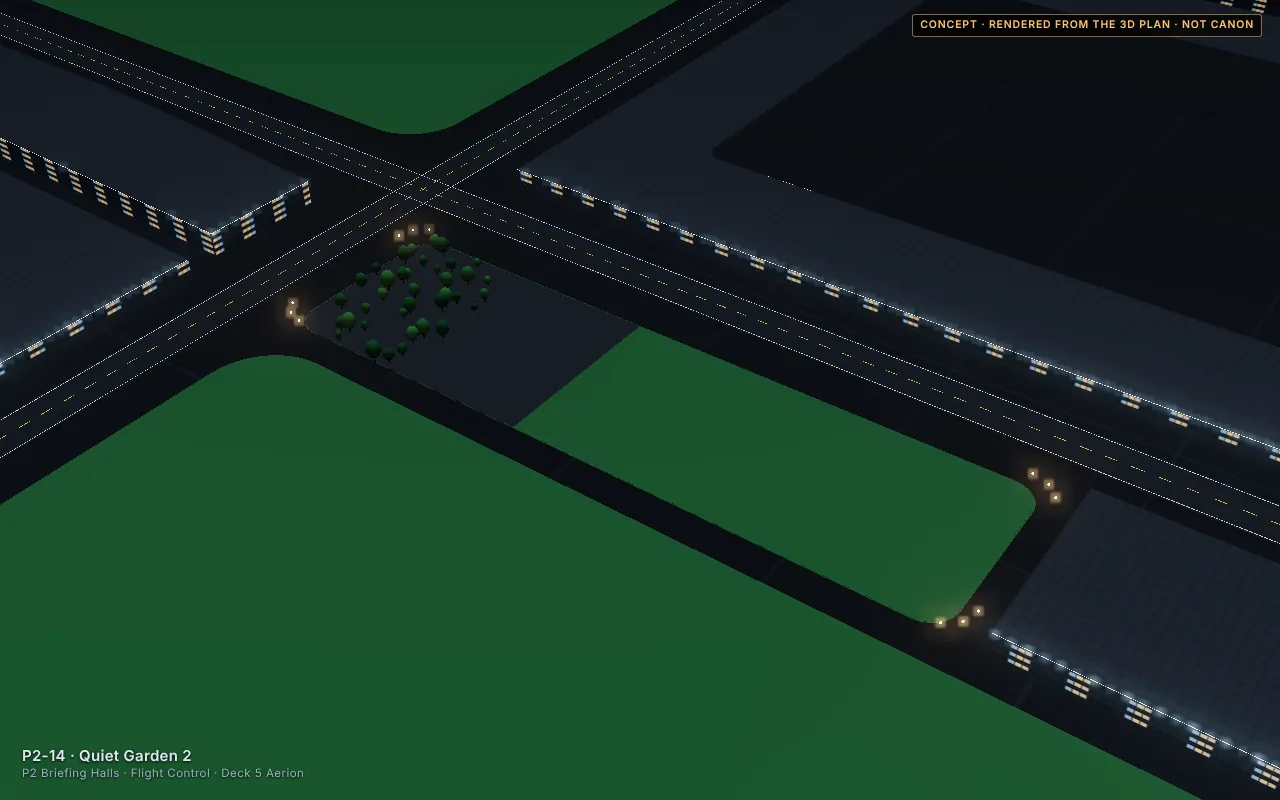 CONCEPT · RENDERED FROM THE 3D PLAN · NOT CANON
P2-14 · Quiet Garden 2
P2 Briefing Halls · Flight Control · Deck 5 Aerion